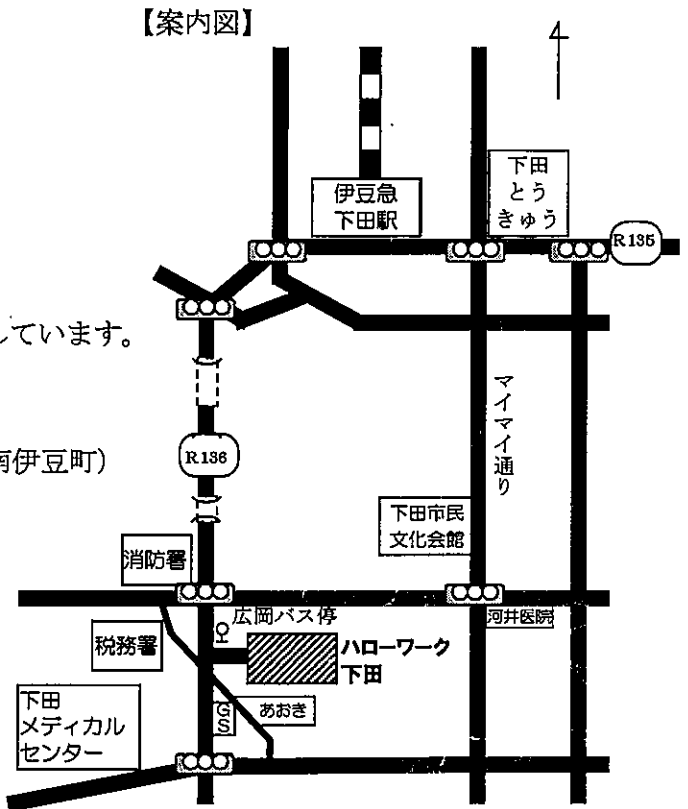 【案内図】
伊豆急
下田駅
下田
とう
きゅう
R135
しています。
マイマイ通り
南伊豆町）
R136
下田市民
文化会館
消防署
広岡バス停
河井医院
税務署
ハローワーク
下田
下田
メディカル
センター
GS
あおき